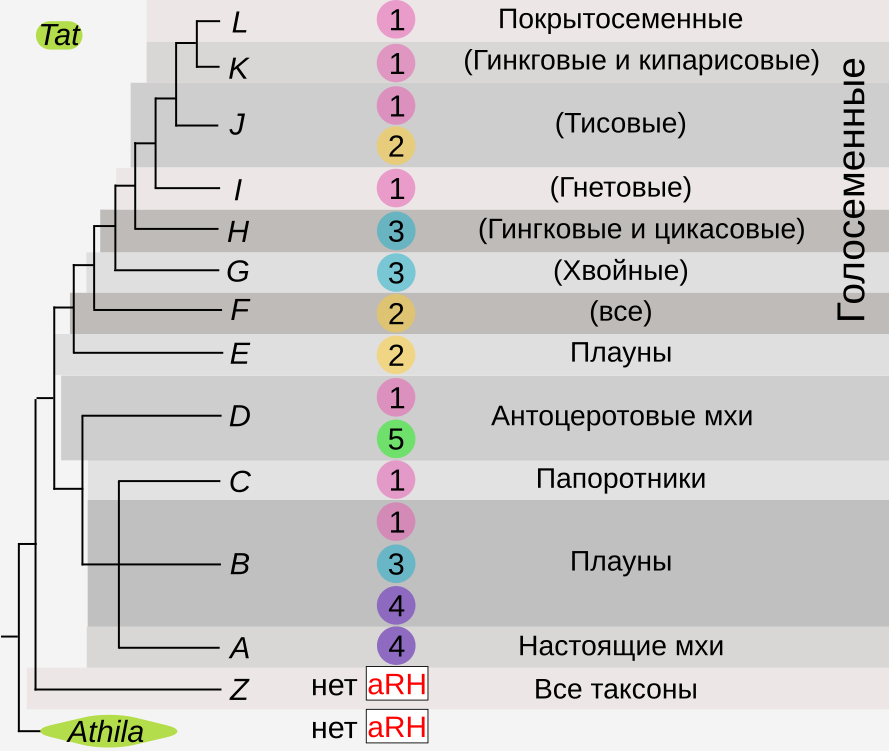 Tat
L 1 Покрытосеменные
K 1 (Гинкговые и кипарисовые)
J 1 2 (Тисовые)
I 1 (Гнетовые)
H 3 (Гингковые и цикасовые)
G 3 (Хвойные)
F 2 (все)
Голосеменные
E 2 Плауны
D 1 5 Антоцеротовые мхи
C 1 Папоротники
B 1 3 4 Плауны
A 4 Настоящие мхи
Z нет aRH Все таксоны
Athila нет aRH